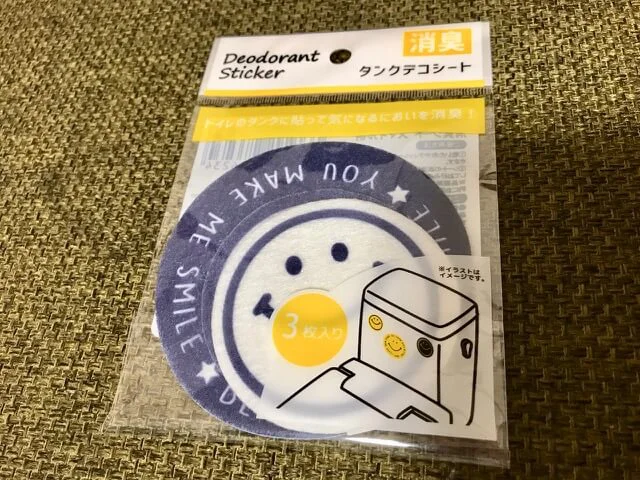 Deodorant
Sticker
消臭
タンクデコシート
トイレのタンクに貼って気になるにおいを消臭！
YOU MAKE ME SMILE
3枚入り
※イラストは
イメージです。